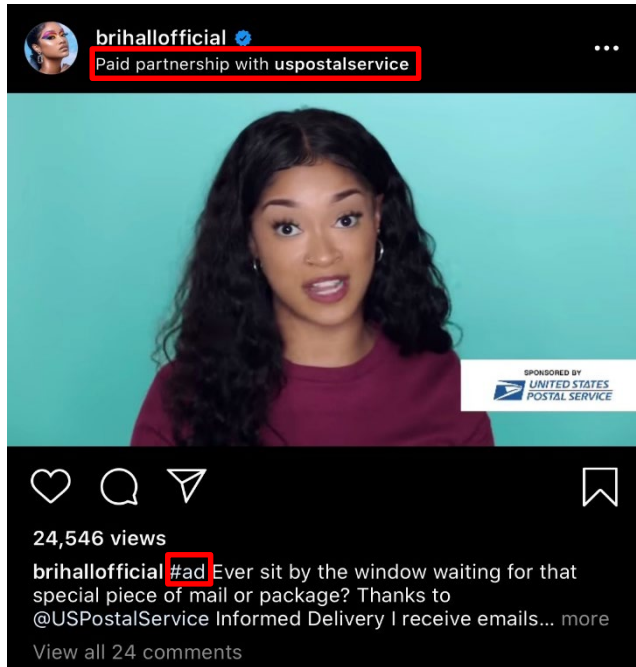 brihallofficial
Paid partnership with uspostalservice
SPONSORED BY
UNITED STATES
POSTAL SERVICE
24,546 views
brihallofficial #ad Ever sit by the window waiting for that
special piece of mail or package? Thanks to
@USPostalService Informed Delivery I receive emails... more
View all 24 comments